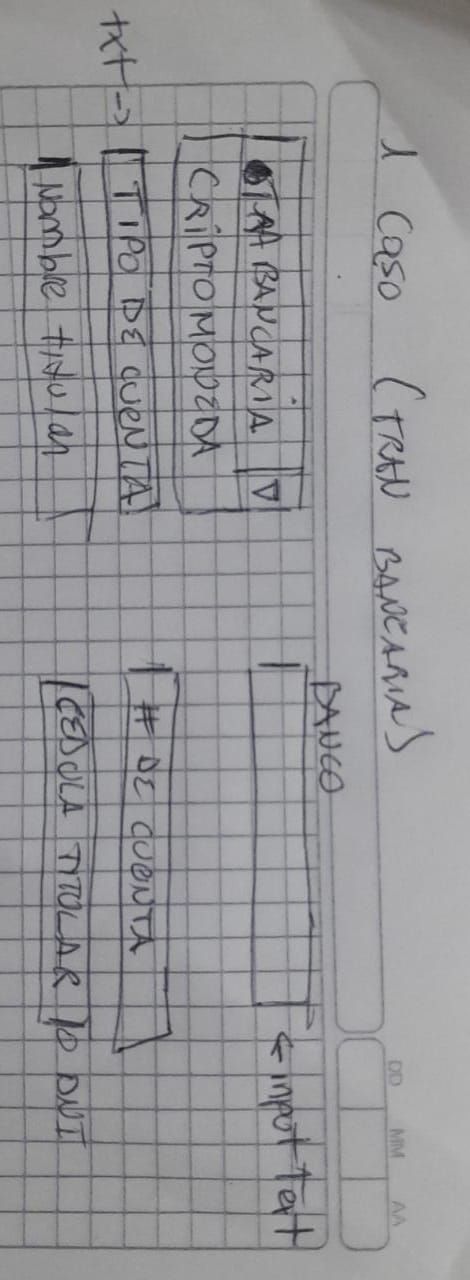 1 Caso (TRAN BANCARIA)
DD MM AA
BANCO
TRA BANCARIA
← input text
CRIPTOMONEDA
txt → TIPO DE CUENTA
# DE CUENTA
Nombre titular
CEDULA TITULAR O DNI